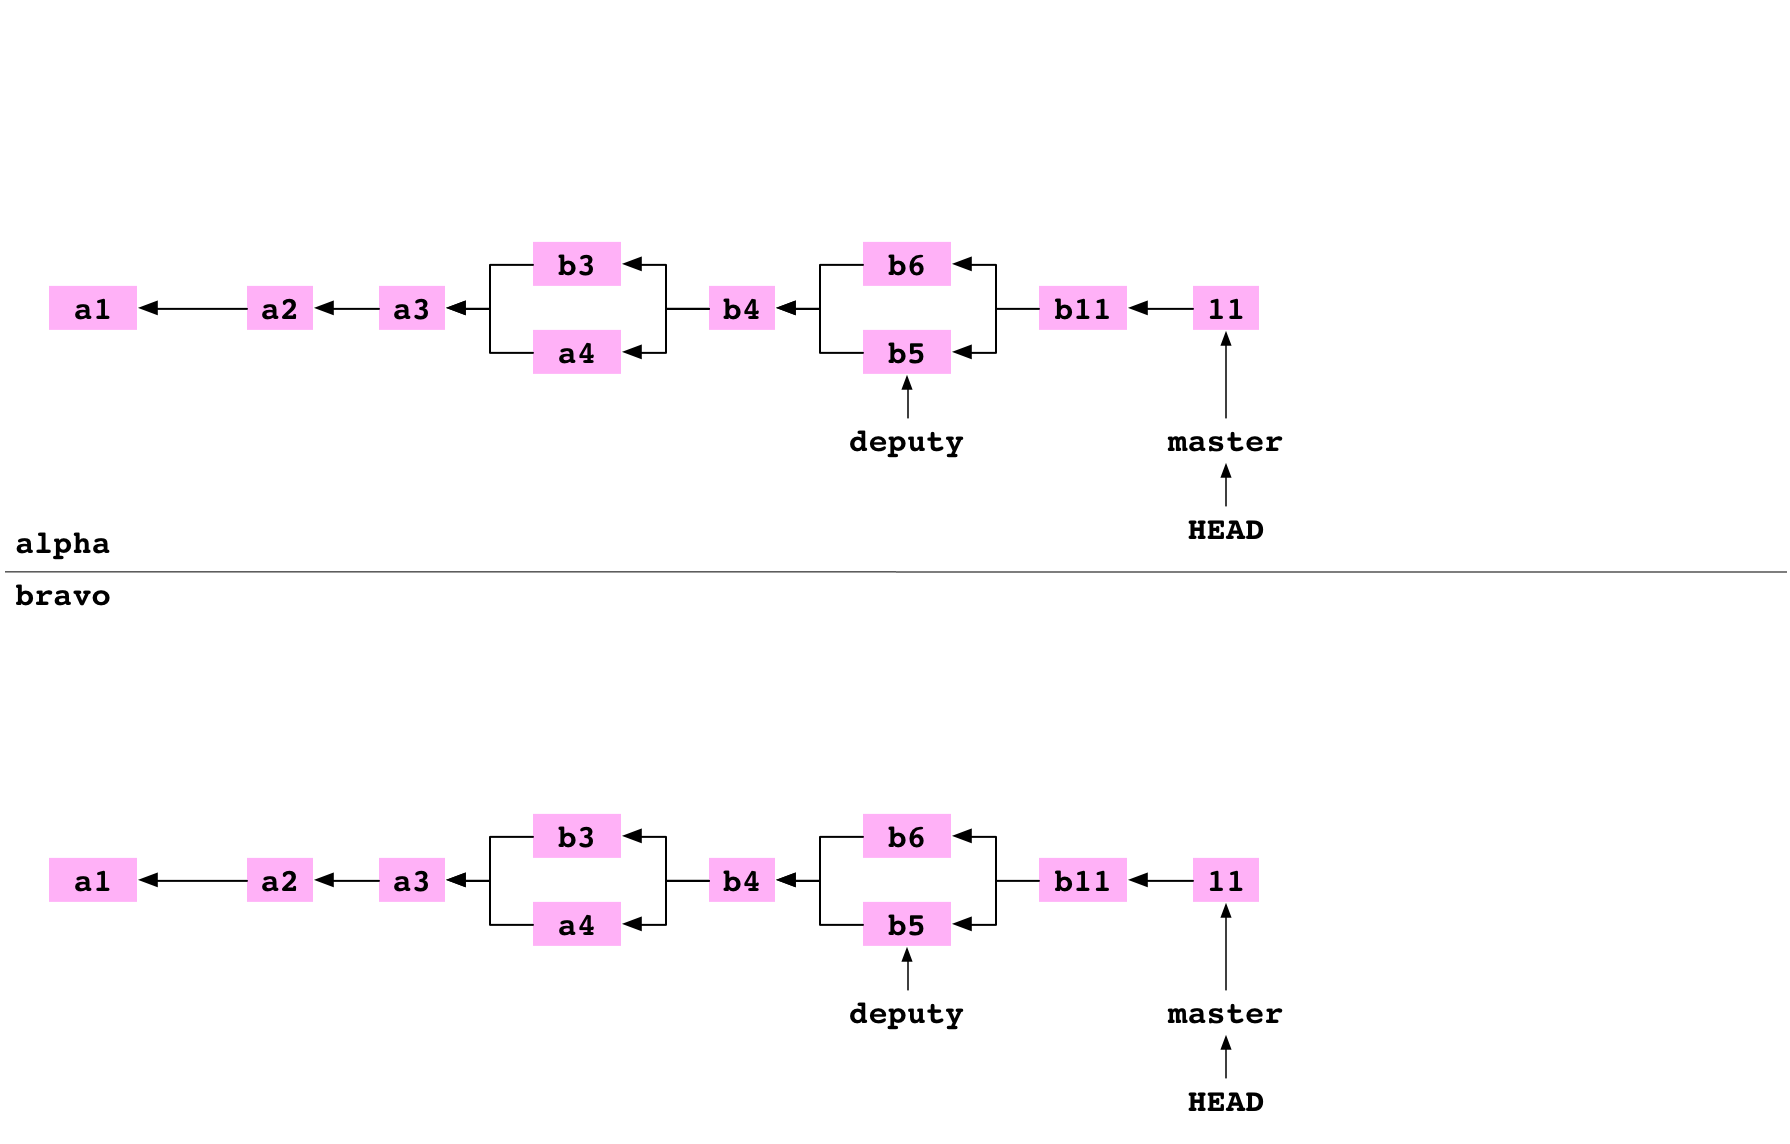 b3 b6
a1 a2 a3 b4 b11 11
a4 b5
deputy master
HEAD
alpha
bravo
b3 b6
a1 a2 a3 b4 b11 11
a4 b5
deputy master
HEAD